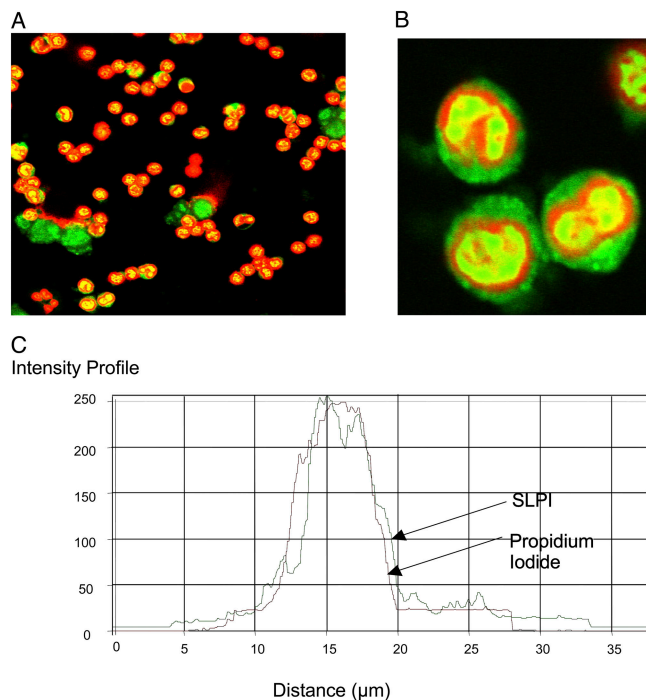 A
B
C
Intensity Profile
250
200
150
100
50
0
SLPI
Propidium
Iodide
0 5 10 15 20 25 30 35
Distance (µm)